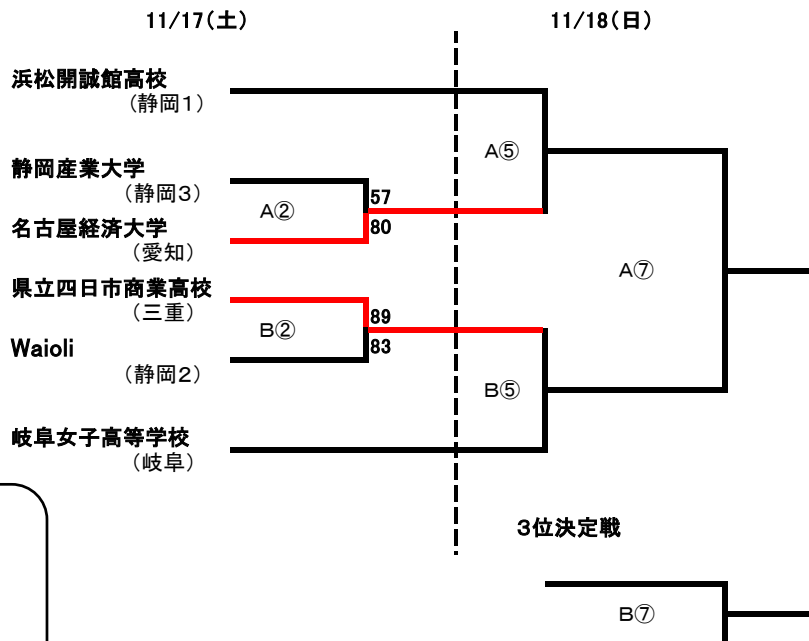 11/17(土)
11/18(日)
浜松開誠館高校
(静岡1)
A⑤
静岡産業大学
(静岡3)
57
A②
80
名古屋経済大学
(愛知)
A⑦
県立四日市商業高校
(三重)
89
B②
83
Waioli
(静岡2)
B⑤
岐阜女子高等学校
(岐阜)
3位決定戦
B⑦